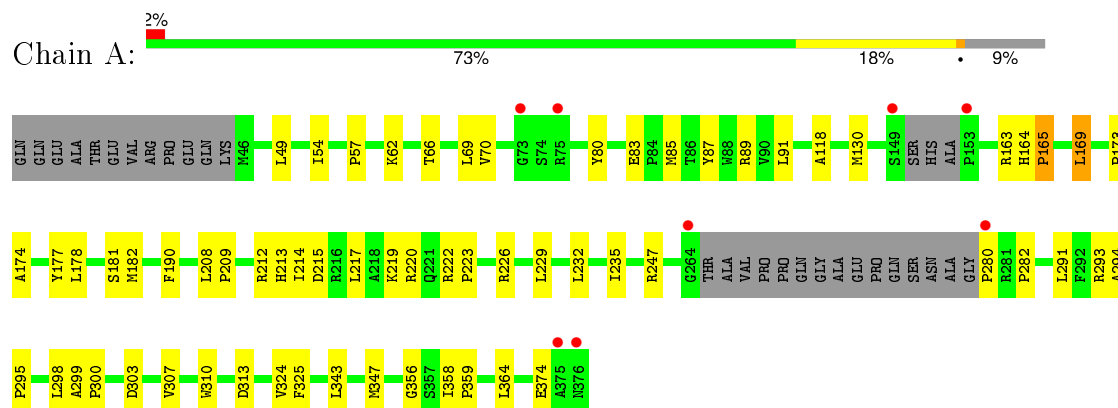 2%
Chain A:
73% 18% • 9%
GLN GLN GLU ALA THR GLU VAL ARG PRO GLU GLN LYS M46 L49 I54 P57 K62 T66 L69 V70 G73 S74 R75 Y80 E83 P84 M85 T86 Y87 W88 R89 V90 L91 A118 M130 S149 SER HIS ALA P153 R163 H164 P165 L169 P173
A174 Y177 L178 S181 M182 F190 L208 P209 R212 H213 I214 D215 R216 L217 A218 K219 R220 Q221 R222 P223 R226 L229 L232 I235 R247 G264 THR ALA VAL PRO PRO GLN GLY ALA GLU PRO GLN SER ASN ALA GLY P280 R281 P282 L291 F292 R293 A294
P295 L298 A299 P300 D303 V307 W310 D313 V324 F325 L343 M347 G356 S357 I358 P359 L364 E374 A375 N376